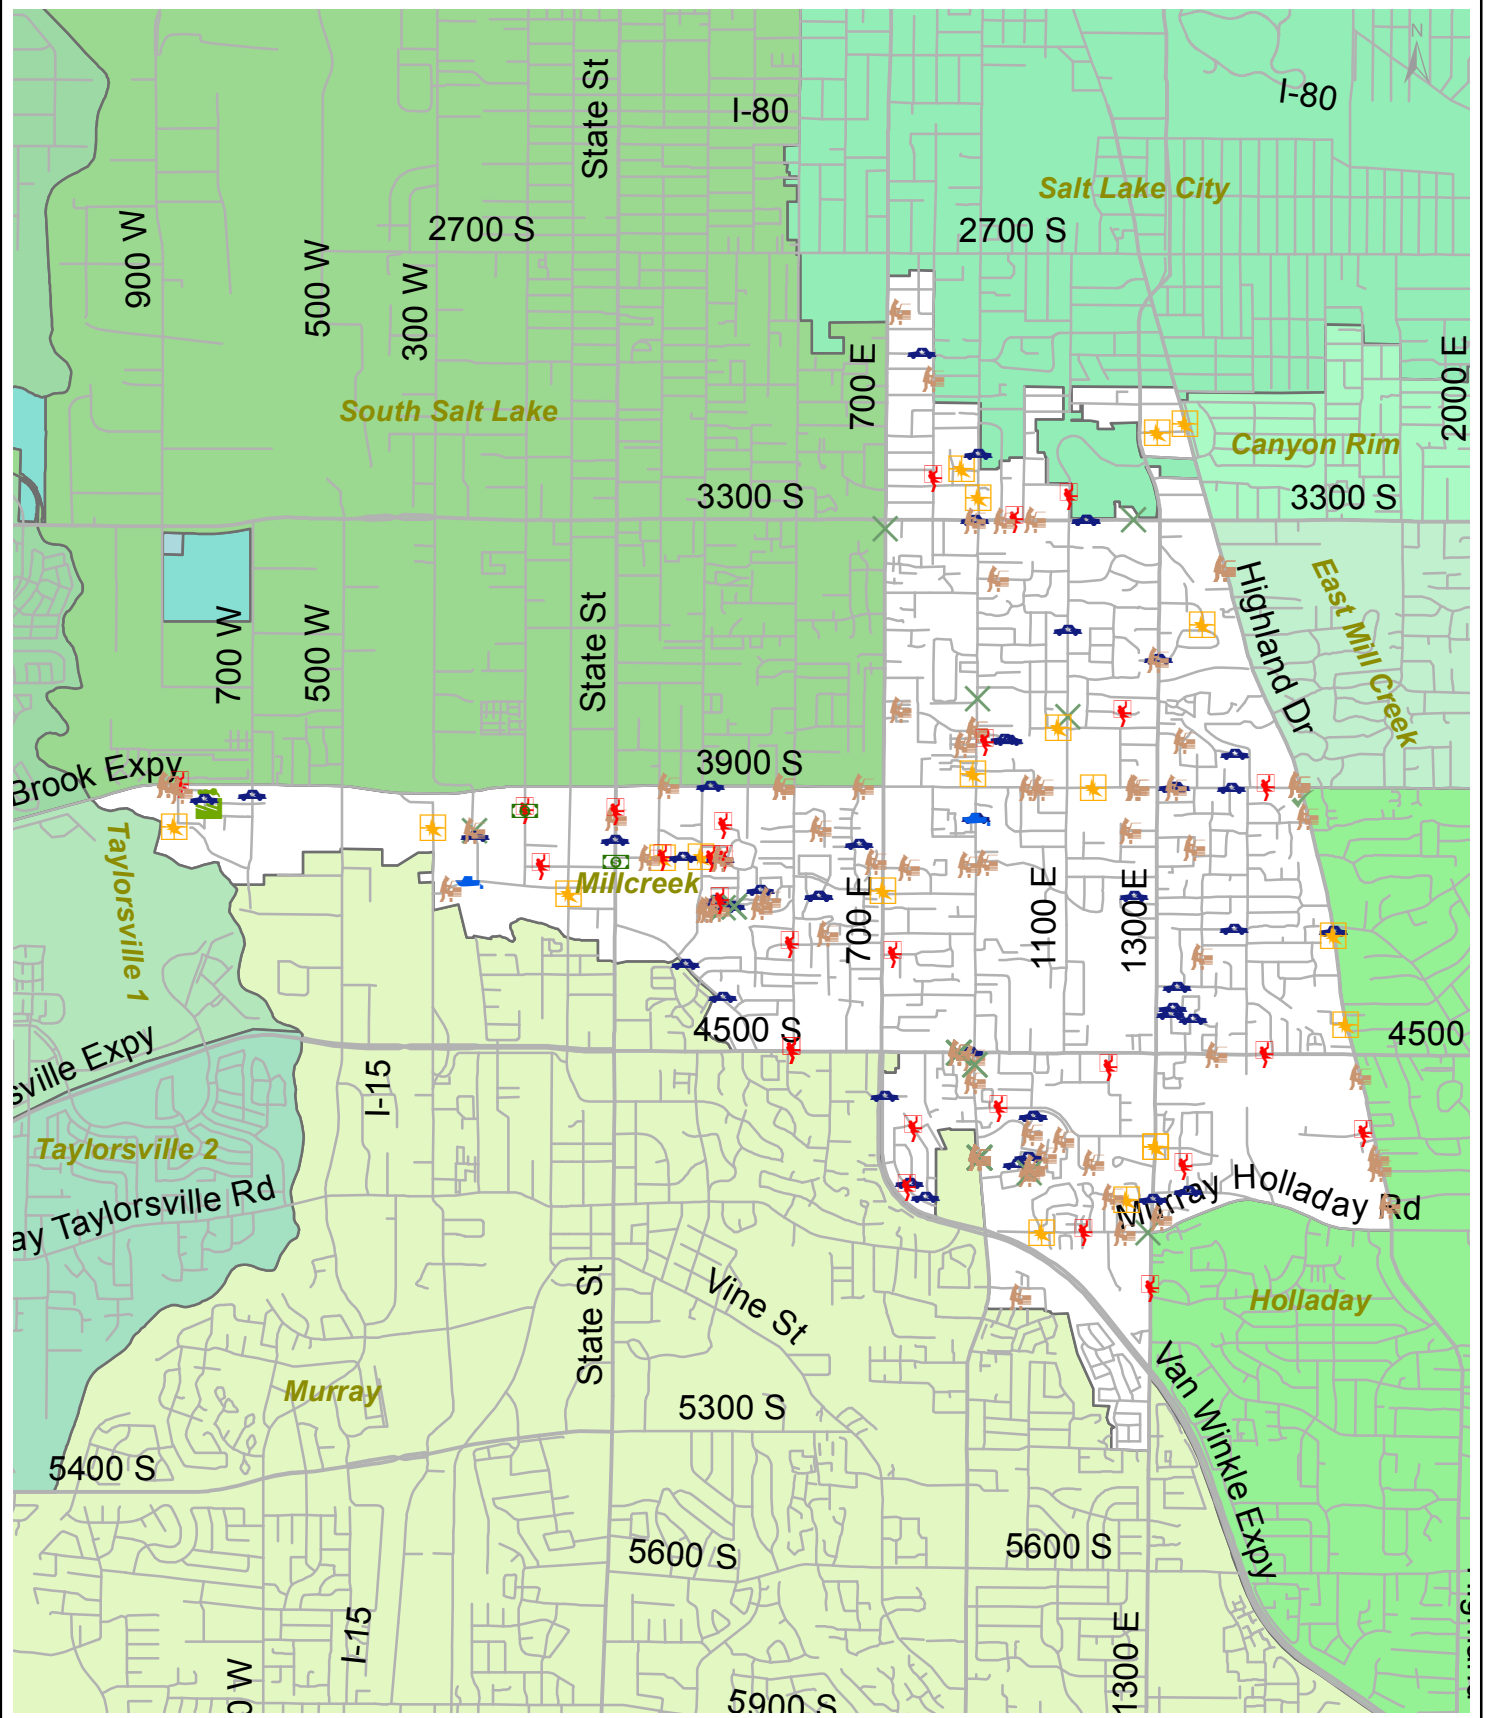 N
I-80
State St
I-80
Salt Lake City
900 W
2700 S
2700 S
500 W
300 W
700 E
2000 E
South Salt Lake
Canyon Rim
3300 S
3300 S
East Mill Creek
Highland Dr
State St
700 W
500 W
3900 S
Brook Expy
Taylorsville 1
Millcreek
700 E
1100 E
1300 E
4500 S
4500
sville Expy
I-15
Taylorsville 2
ay Taylorsville Rd
Murray Holladay Rd
State St
Vine St
Holladay
Murray
5300 S
Van Winkle Expy
5400 S
5600 S
5600 S
I-15
1300 E
0 W
5900 S